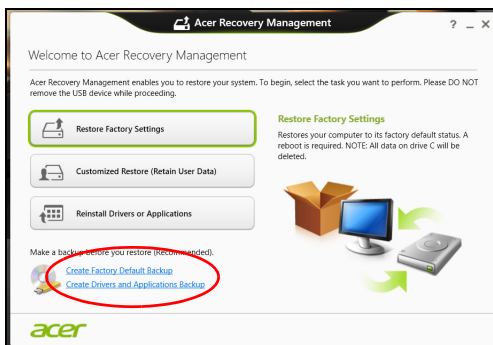 Acer Recovery Management
? _ ×
Welcome to Acer Recovery Management
Acer Recovery Management enables you to restore your system. To begin, select the task you want to perform. Please DO NOT
remove the USB device while proceeding.
Restore Factory Settings
Customized Restore (Retain User Data)
Reinstall Drivers or Applications
Restore Factory Settings
Restores your computer to its factory default status. A
reboot is required. NOTE: All data on drive C will be
deleted.
Make a backup before you restore (Recommended).
Create Factory Default Backup
Create Drivers and Applications Backup
acer